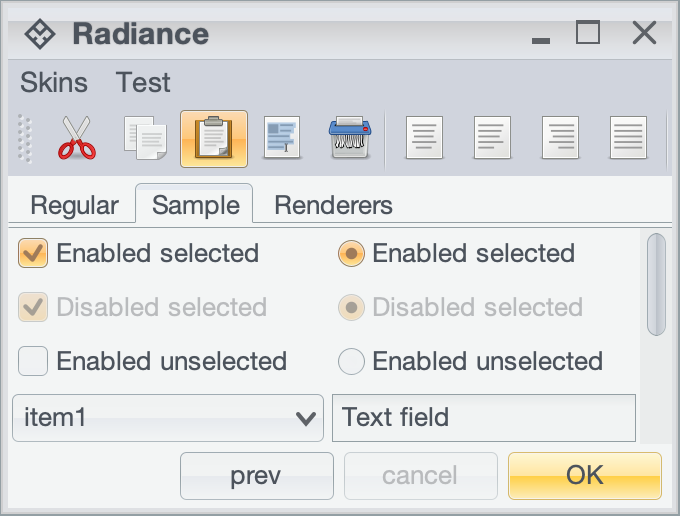 Radiance
Skins Test
Regular Sample Renderers
Enabled selected Enabled selected
Disabled selected Disabled selected
Enabled unselected Enabled unselected
item1 Text field
prev cancel OK